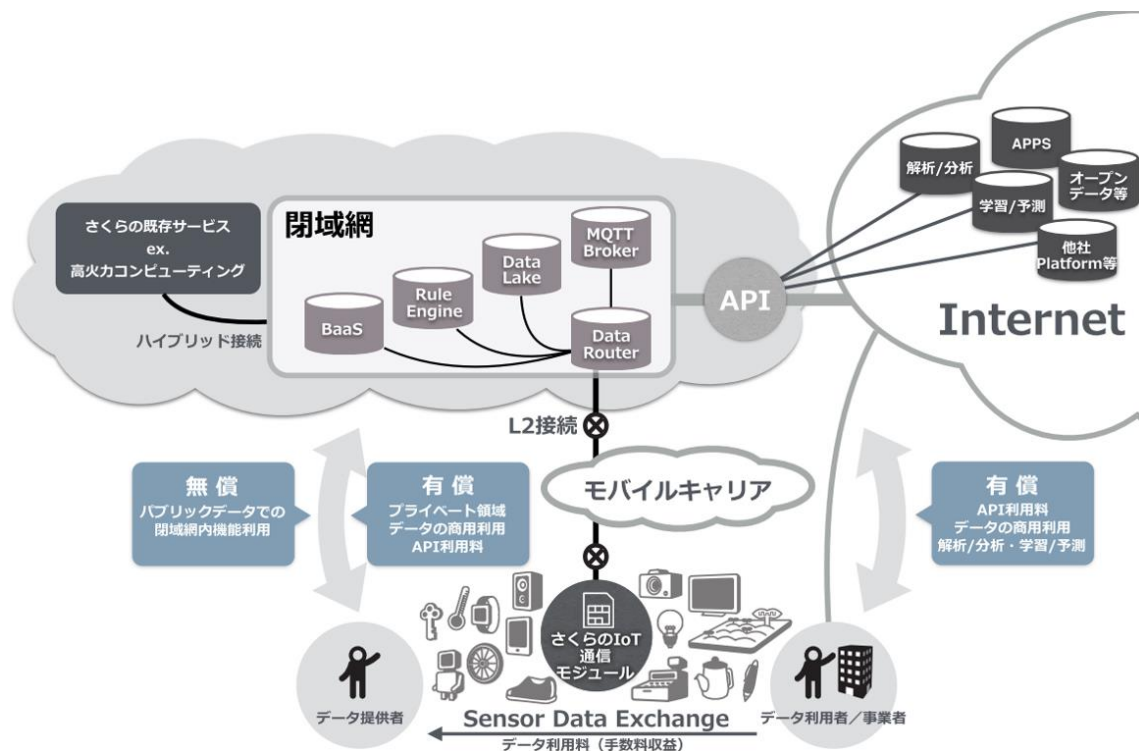 解析/分析
APPS
オープン
データ等
学習/予測
他社
Platform等
Internet
さくらの既存サービス
ex.
高火力コンピューティング
ハイブリッド接続
閉域網
BaaS
Rule
Engine
Data
Lake
MQTT
Broker
Data
Router
API
L2接続
モバイルキャリア
無償
パブリックデータでの
閉域網内機能利用
有償
プライベート領域
データの商用利用
API利用料
有償
API利用料
データの商用利用
解析/分析・学習/予測
さくらのIoT
通信
モジュール
データ提供者
データ利用者／事業者
Sensor Data Exchange
データ利用料（手数料収益）